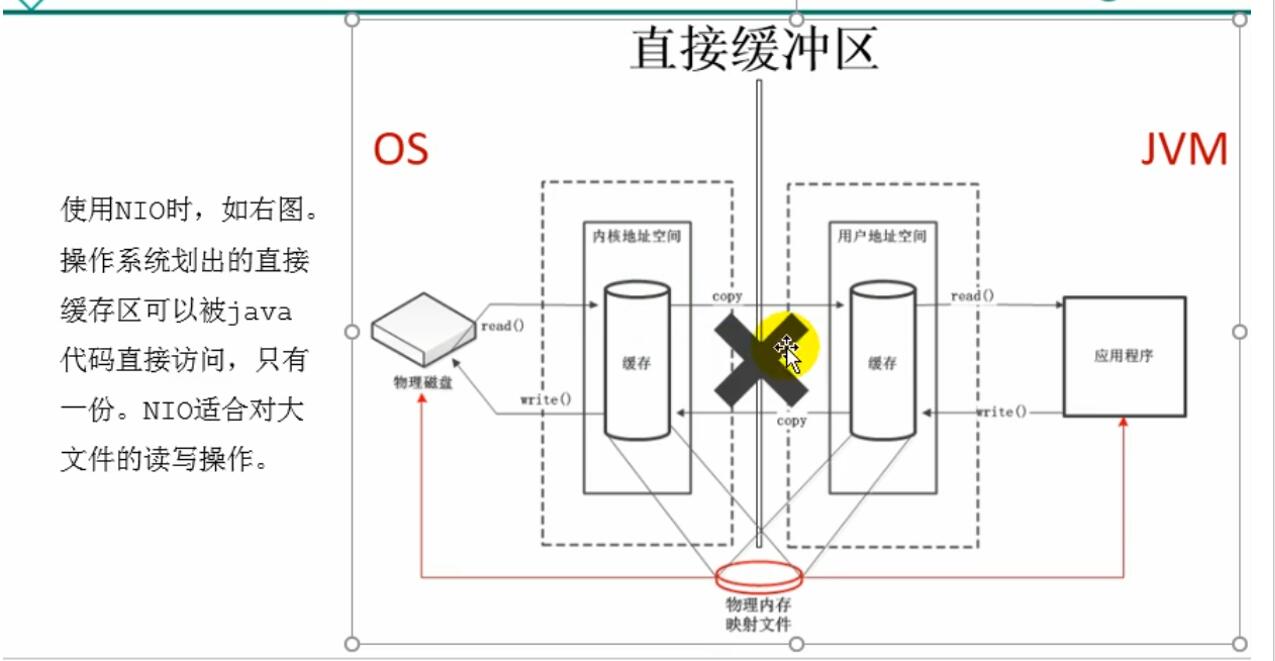 直接缓冲区
OS
JVM
使用NIO时，如右图。
操作系统划出的直接
缓存区可以被java
代码直接访问，只有
一份。NIO适合对大
文件的读写操作。
内核地址空间
用户地址空间
copy
read()
read()
缓存
缓存
应用程序
物理磁盘
write()
copy
write()
物理内存
映射文件